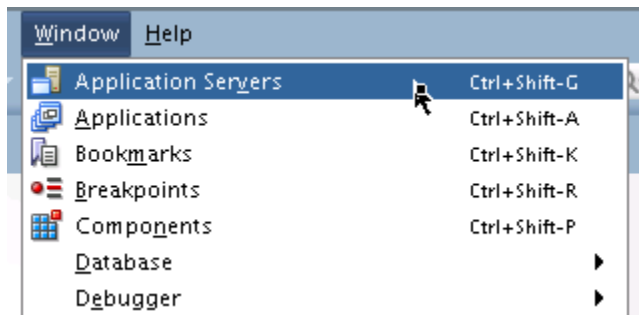 Window Help
Application Servers Ctrl+Shift-G
Applications Ctrl+Shift-A
Bookmarks Ctrl+Shift-K
Breakpoints Ctrl+Shift-R
Components Ctrl+Shift-P
Database
Debugger